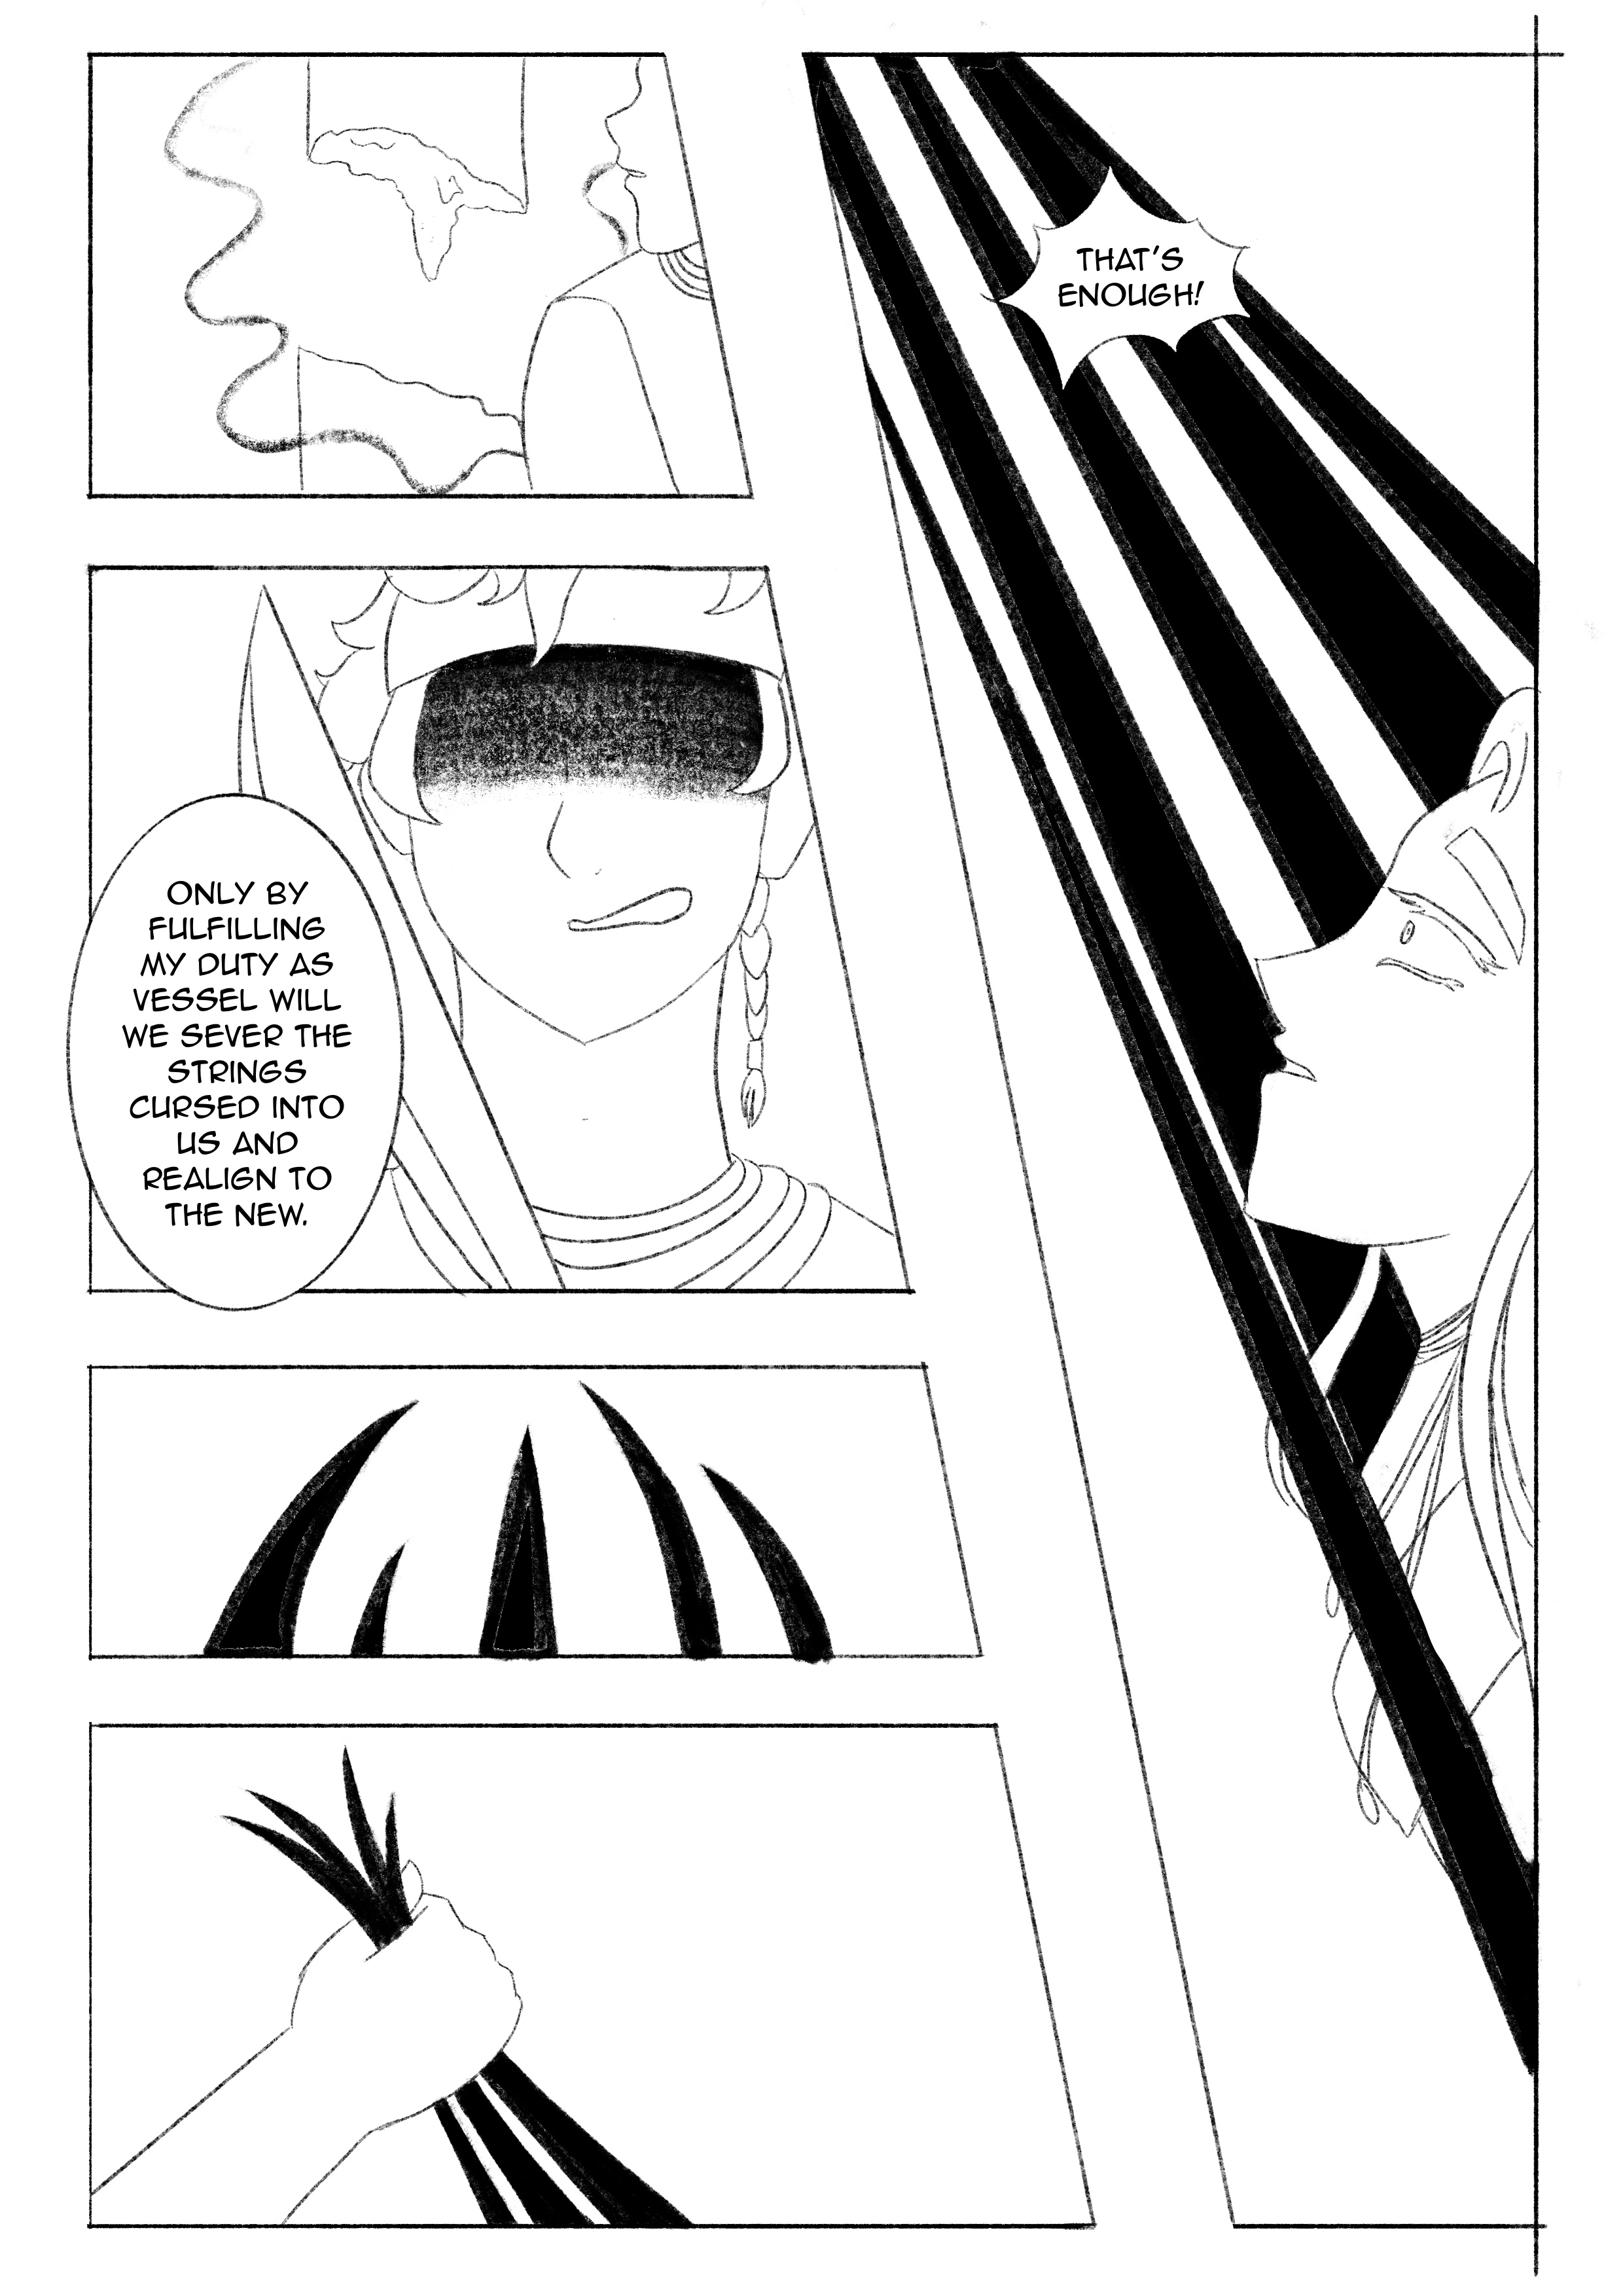 ONLY BY
FULFILLING
MY DUTY AS
VESSEL WILL
WE SEVER THE
STRINGS
CURSED INTO
US AND
REALIGN TO
THE NEW.
THAT'S
ENOUGH!